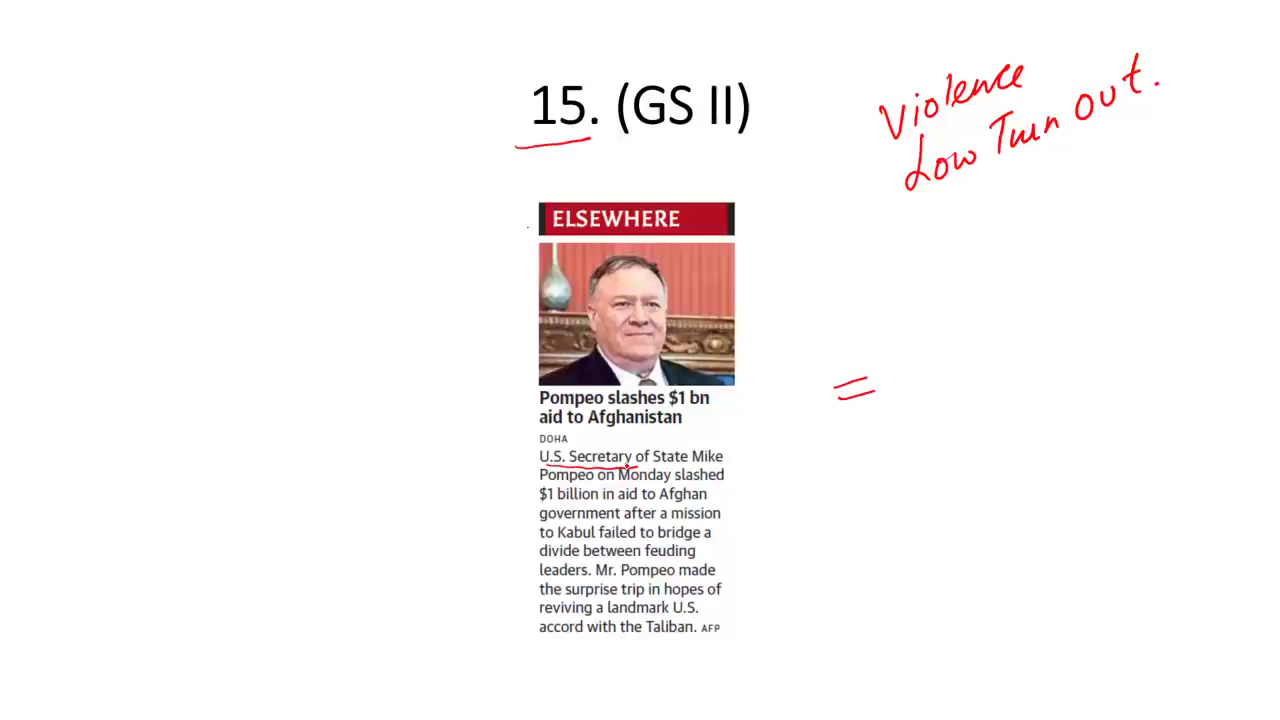 15. (GS II)
Violence
Low Turn Out.
ELSEWHERE
Pompeo slashes $1 bn
aid to Afghanistan
DOHA
U.S. Secretary of State Mike
Pompeo on Monday slashed
$1 billion in aid to Afghan
government after a mission
to Kabul failed to bridge a
divide between feuding
leaders. Mr. Pompeo made
the surprise trip in hopes of
reviving a landmark U.S.
accord with the Taliban. AFP
=